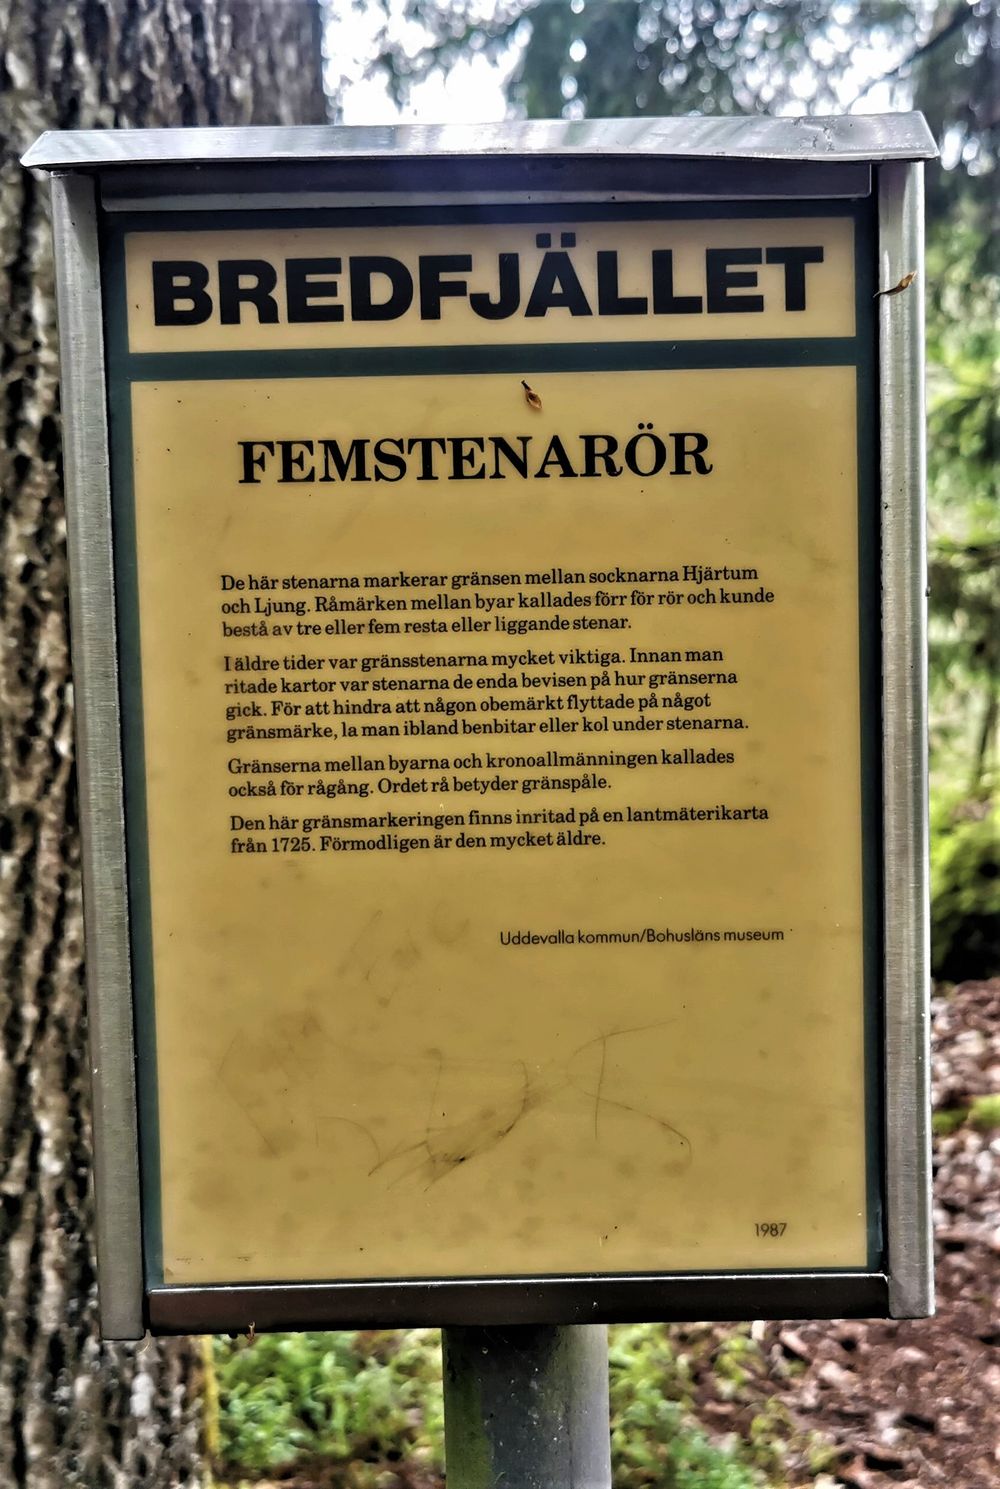 BREDFJÄLLET
FEMSTENARÖR
De här stenarna markerar gränsen mellan socknarna Hjärtum
och Ljung. Råmärken mellan byar kallades förr för rör och kunde
bestå av tre eller fem resta eller liggande stenar.
I äldre tider var gränsstenarna mycket viktiga. Innan man
ritade kartor var stenarna de enda bevisen på hur gränserna
gick. För att hindra att någon obemärkt flyttade på något
gränsmärke, la man ibland benbitar eller kol under stenarna.
Gränserna mellan byarna och kronoallmänningen kallades
också för rågång. Ordet rå betyder gränspåle.
Den här gränsmarkeringen finns inritad på en lantmäterikarta
från 1725. Förmodligen är den mycket äldre.
Uddevalla kommun/Bohusläns museum
1987